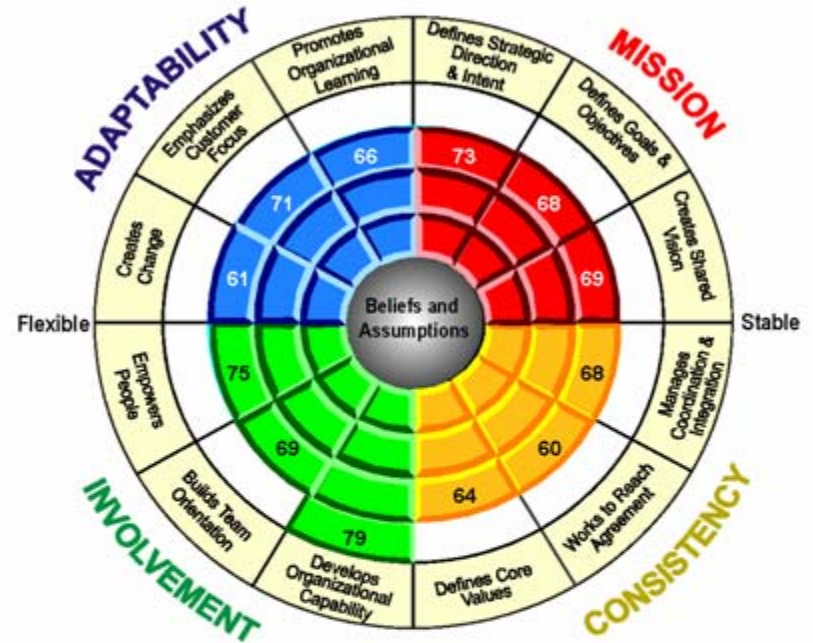 ADAPTABILITY
MISSION
Promotes
Organizational
Learning
Defines Strategic
Direction
& Intent
Emphasizes
Customer
Focus
Defines Goals &
Objectives
Creates
Change
Creates Shared
Vision
66
73
71
68
61
69
Flexible
Beliefs and
Assumptions
Stable
75
68
69
60
79
64
Empowers
People
Manages
Coordination &
Integration
Builds Team
Orientation
Works to Reach
Agreement
Develops
Organizational
Capability
Defines Core
Values
INVOLVEMENT
CONSISTENCY